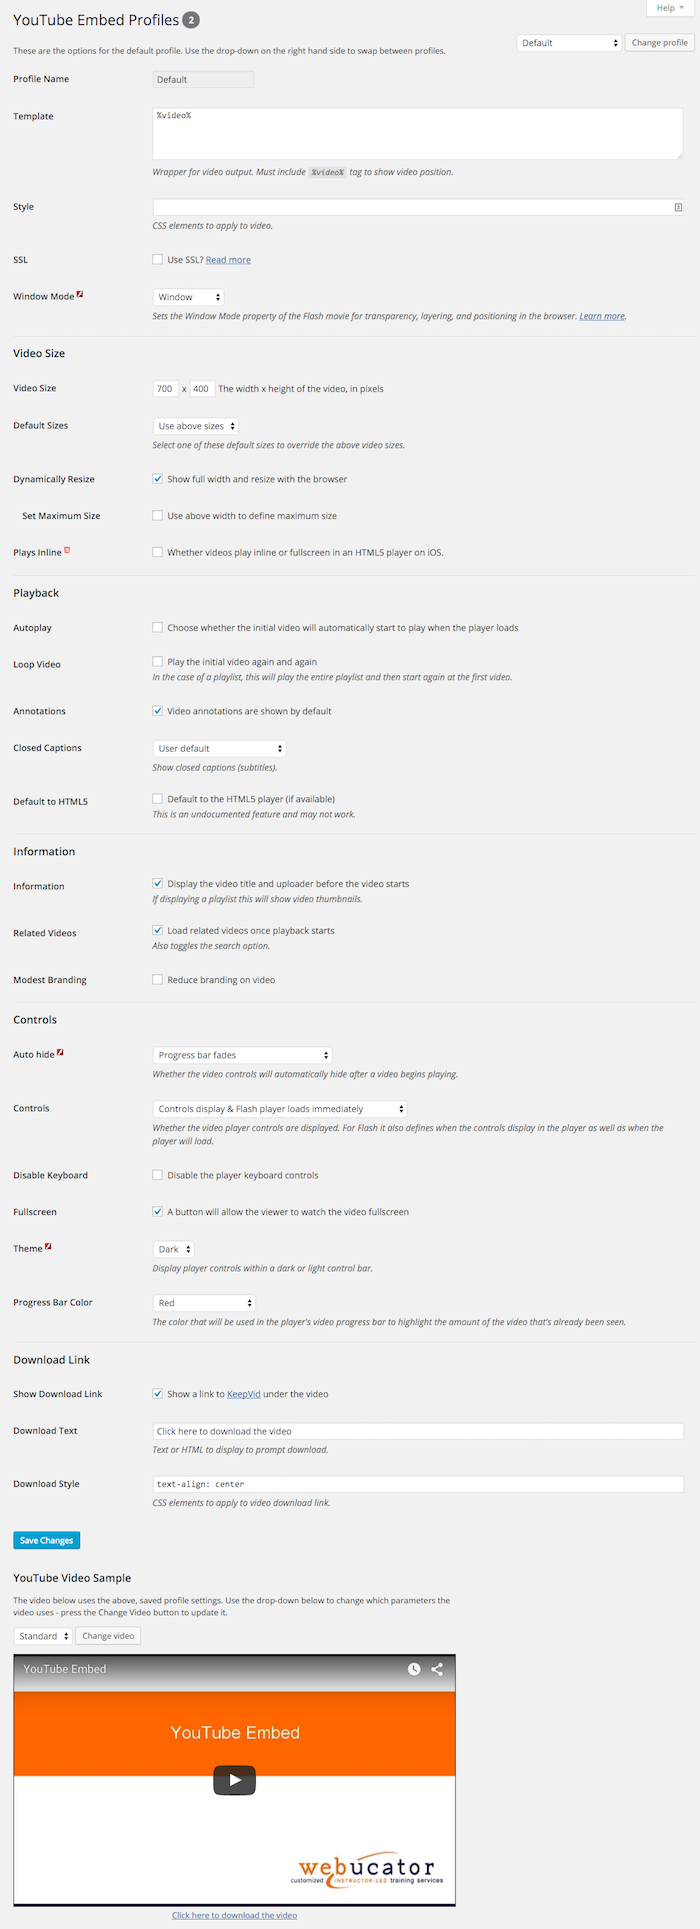 Help
YouTube Embed Profiles 2
These are the options for the default profile. Use the drop-down on the right hand side to swap between profiles.
Default Change profile
Profile Name Default
Template %video%
Wrapper for video output. Must include %video% tag to show video position.
Style
CSS elements to apply to video.
SSL Use SSL? Read more
Window Mode Window
Sets the Window Mode property of the Flash movie for transparency, layering, and positioning in the browser. Learn more.
Video Size
Video Size 700 x 400 The width x height of the video, in pixels
Default Sizes Use above sizes
Select one of these default sizes to override the above video sizes.
Dynamically Resize Show full width and resize with the browser
Set Maximum Size Use above width to define maximum size
Plays Inline Whether videos play inline or fullscreen in an HTML5 player on iOS.
Playback
Autoplay Choose whether the initial video will automatically start to play when the player loads
Loop Video Play the initial video again and again
In the case of a playlist, this will play the entire playlist and then start again at the first video.
Annotations Video annotations are shown by default
Closed Captions User default
Show closed captions (subtitles).
Default to HTML5 Default to the HTML5 player (if available)
This is an undocumented feature and may not work.
Information
Information Display the video title and uploader before the video starts
If displaying a playlist this will show video thumbnails.
Related Videos Load related videos once playback starts
Also toggles the search option.
Modest Branding Reduce branding on video
Controls
Auto hide Progress bar fades
Whether the video controls will automatically hide after a video begins playing.
Controls Controls display & Flash player loads immediately
Whether the video player controls are displayed. For Flash it also defines when the controls display in the player as well as when the
player will load.
Disable Keyboard Disable the player keyboard controls
Fullscreen A button will allow the viewer to watch the video fullscreen
Theme Dark
Display player controls within a dark or light control bar.
Progress Bar Color Red
The color that will be used in the player's video progress bar to highlight the amount of the video that's already been seen.
Download Link
Show Download Link Show a link to KeepVid under the video
Download Text Click here to download the video
Text or HTML to display to prompt download.
Download Style text-align: center
CSS elements to apply to video download link.
Save Changes
YouTube Video Sample
The video below uses the above, saved profile settings. Use the drop-down below to change which parameters the
video uses - press the Change Video button to update it.
Standard Change video
YouTube Embed
YouTube Embed
webucator
customized INSTRUCTOR-LED training services
Click here to download the video